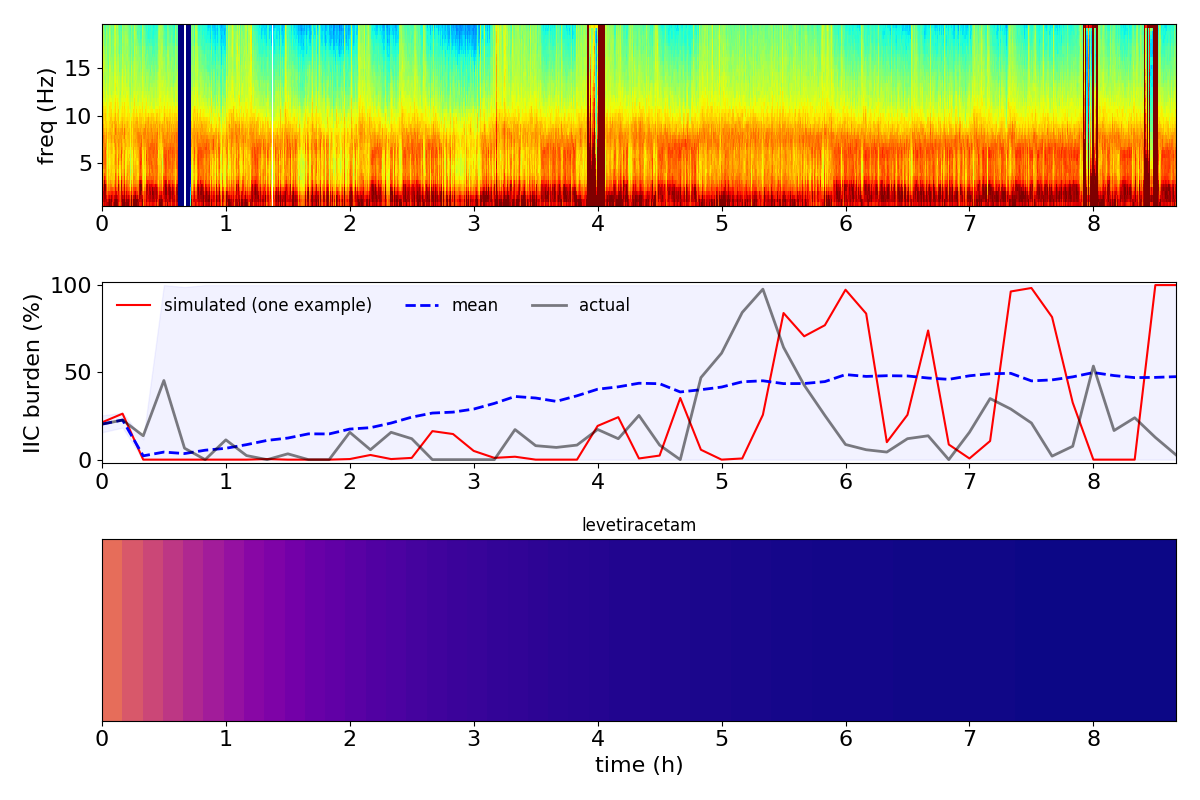 freq (Hz)
15
10
5
0 1 2 3 4 5 6 7 8
IIC burden (%)
100
50
0
simulated (one example) mean actual
0 1 2 3 4 5 6 7 8
levetiracetam
0 1 2 3 4 5 6 7 8
time (h)